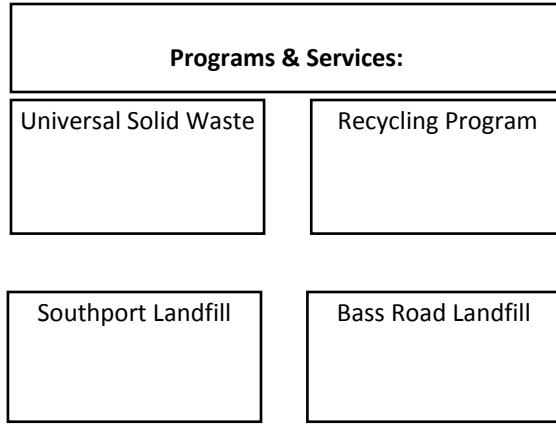 Programs & Services:
Universal Solid Waste
Recycling Program
Southport Landfill
Bass Road Landfill